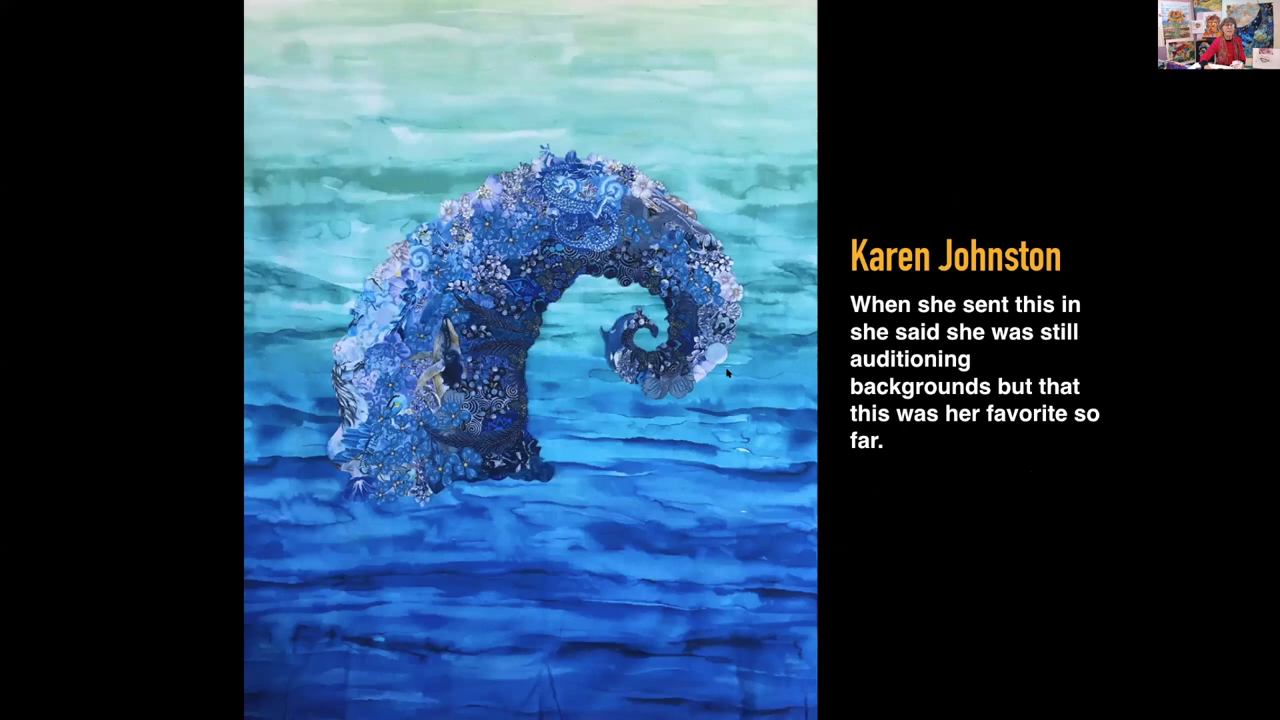 Karen Johnston
When she sent this in
she said she was still
auditioning
backgrounds but that
this was her favorite so
far.